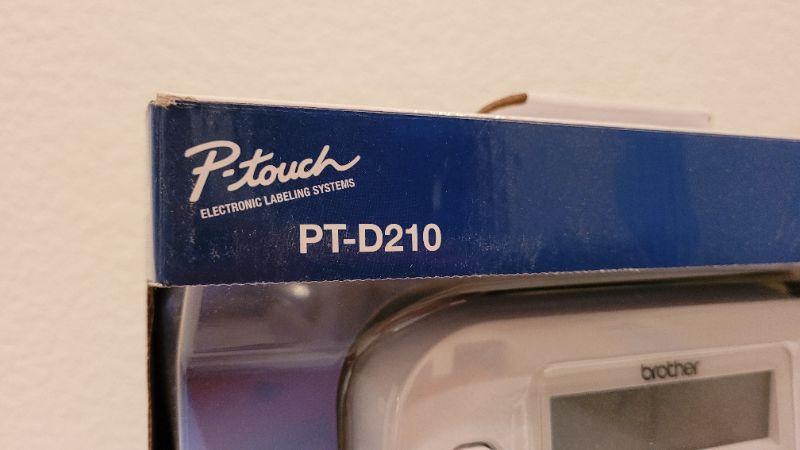 P-touch
ELECTRONIC LABELING SYSTEMS
PT-D210
brother